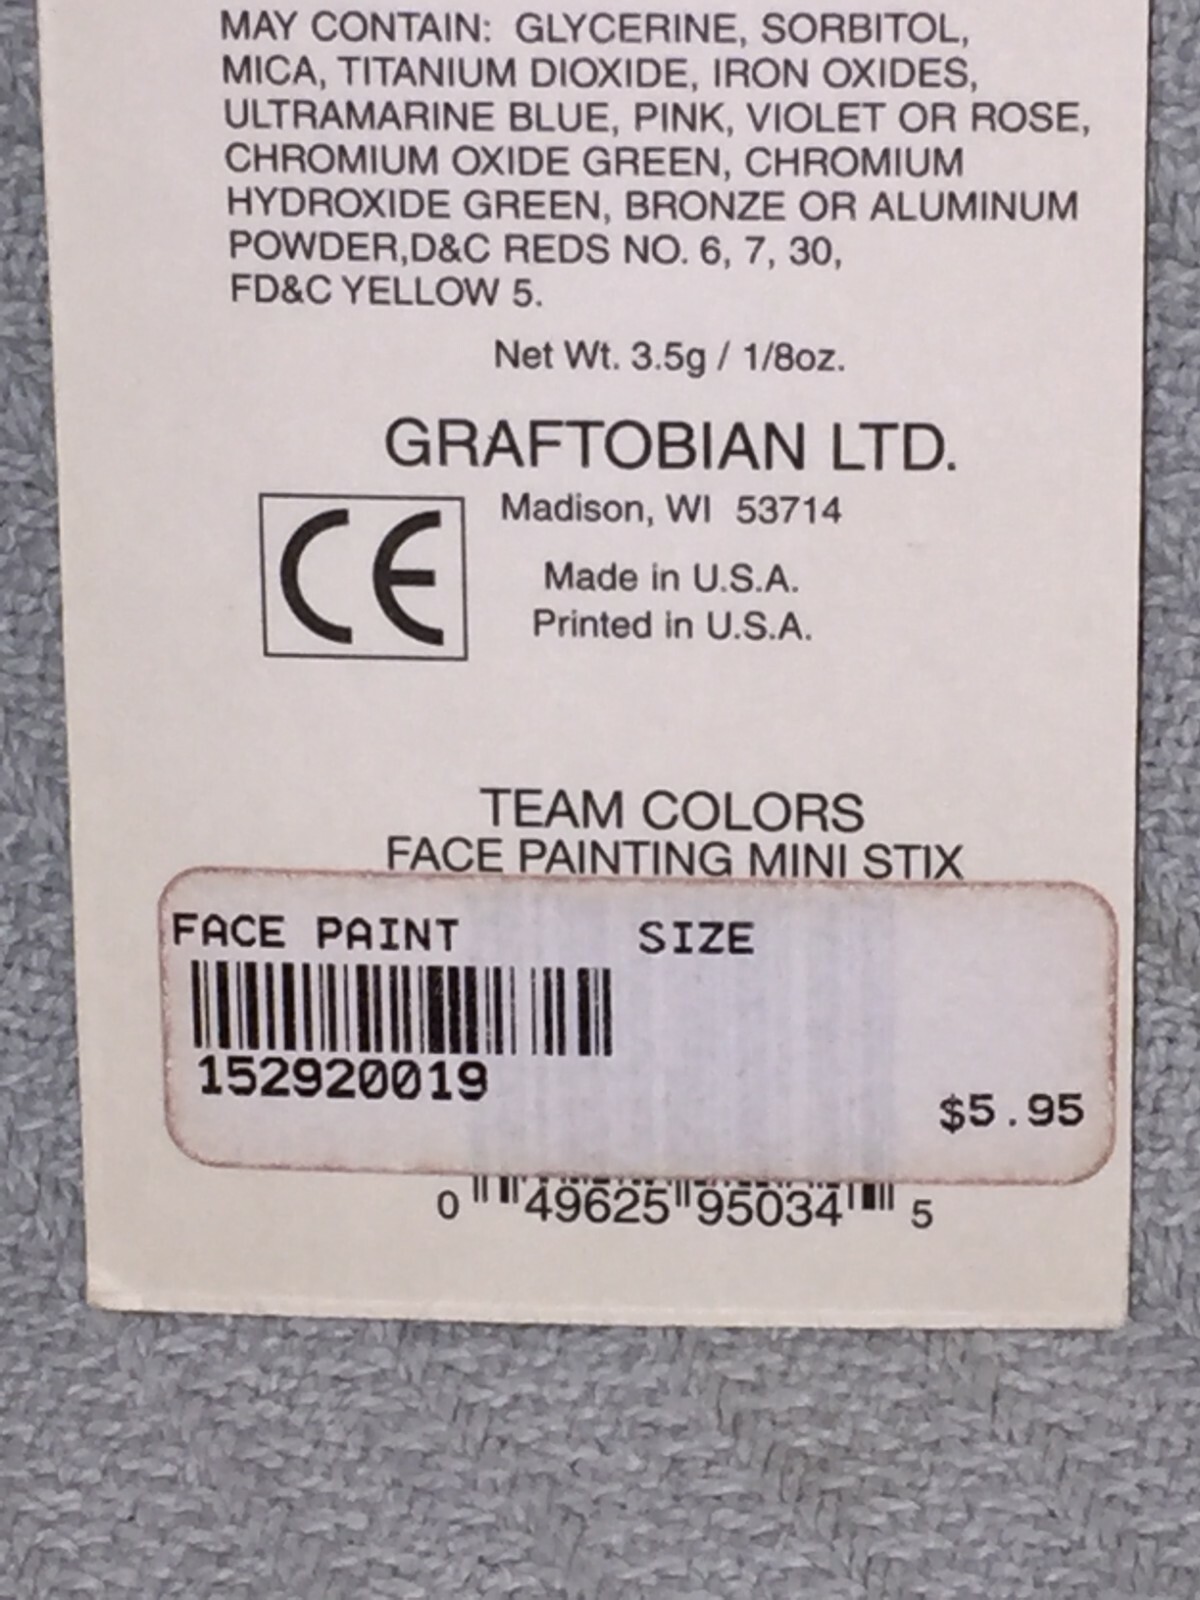 MAY CONTAIN: GLYCERINE, SORBITOL,
MICA, TITANIUM DIOXIDE, IRON OXIDES,
ULTRAMARINE BLUE, PINK, VIOLET OR ROSE,
CHROMIUM OXIDE GREEN, CHROMIUM
HYDROXIDE GREEN, BRONZE OR ALUMINUM
POWDER,D&C REDS NO. 6, 7, 30,
FD&C YELLOW 5.
Net Wt. 3.5g / 1/8oz.
GRAFTOBIAN LTD.
CE
Madison, WI 53714
Made in U.S.A.
Printed in U.S.A.
TEAM COLORS
FACE PAINTING MINI STIX
FACE PAINT SIZE
152920019
$5.95
0 49625 95034 5